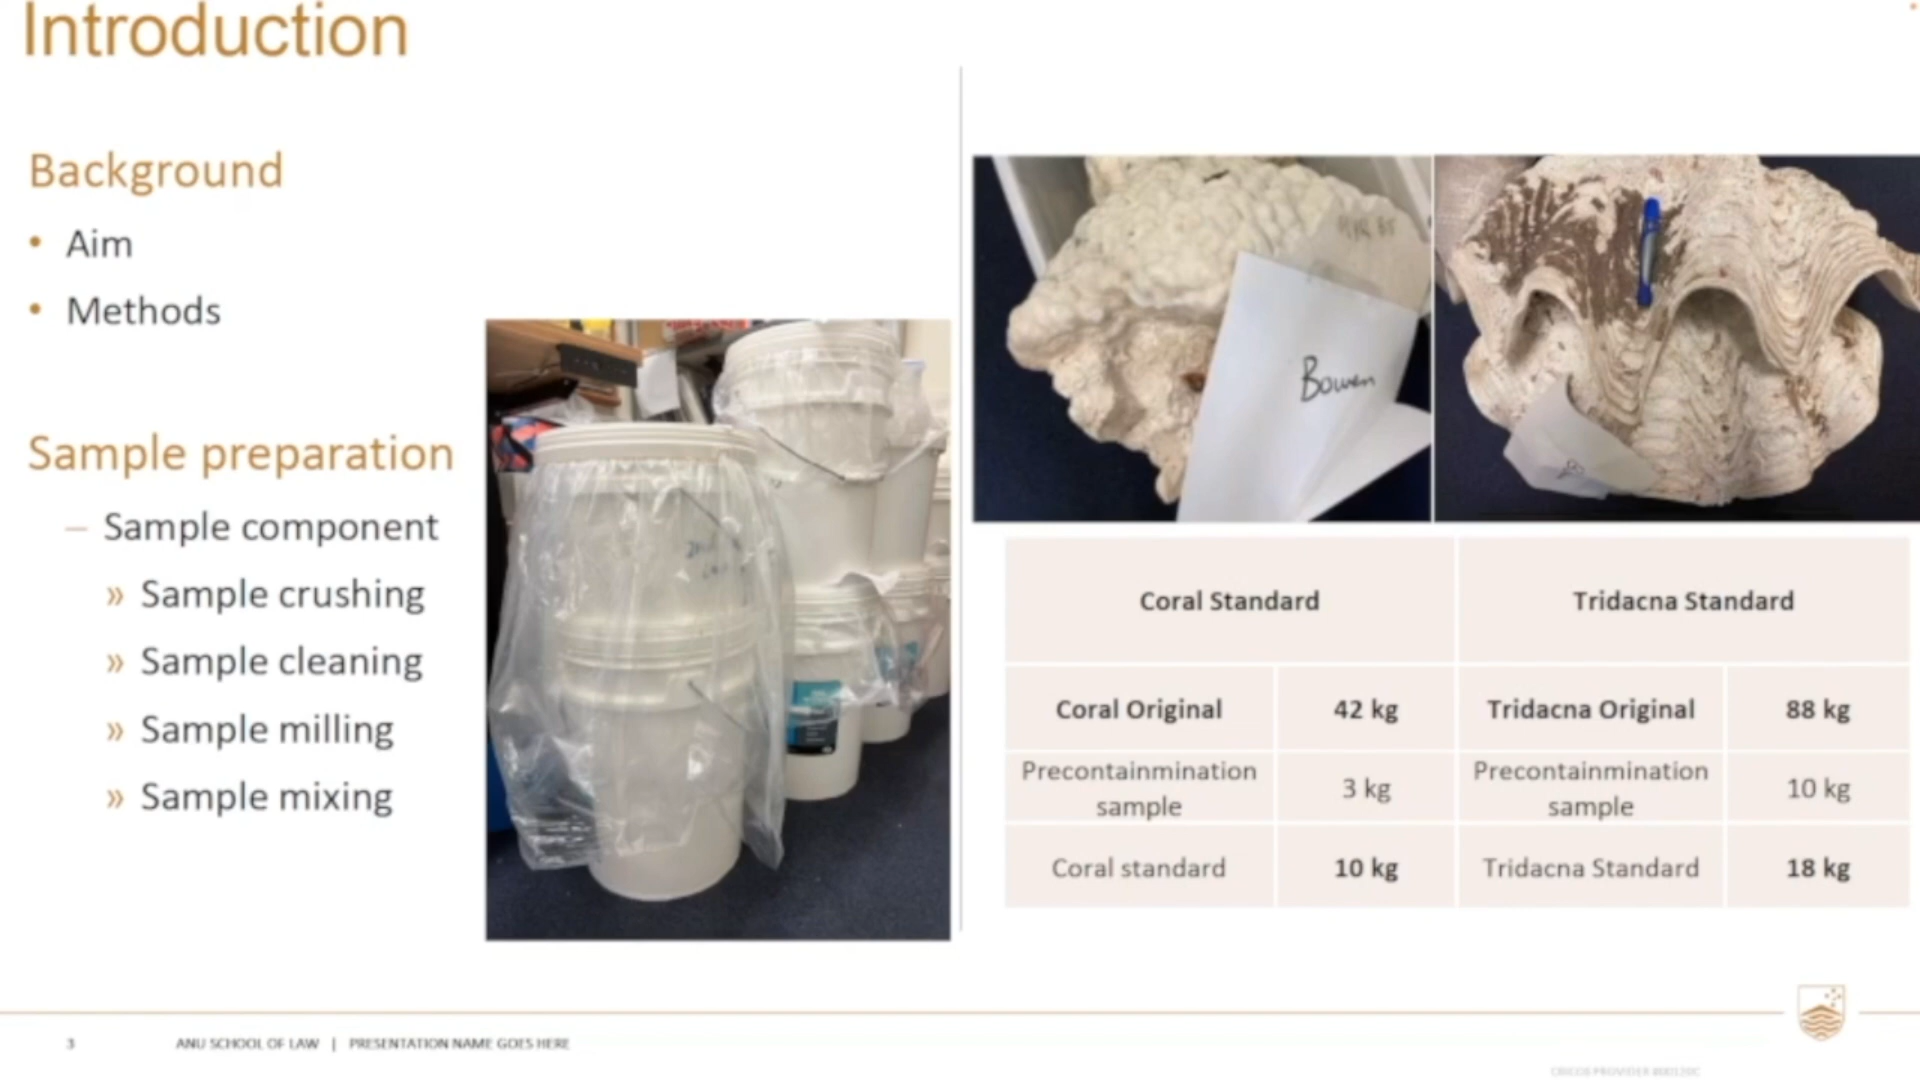 Introduction
Background
• Aim
• Methods
Sample preparation
– Sample component
» Sample crushing
» Sample cleaning
» Sample milling
» Sample mixing
Bowen
Coral Standard
Tridacna Standard
Coral Original
42 kg
Tridacna Original
88 kg
Precontainmination
sample
3 kg
Precontainmination
sample
10 kg
Coral standard
10 kg
Tridacna Standard
18 kg
3
ANU SCHOOL OF LAW | PRESENTATION NAME GOES HERE